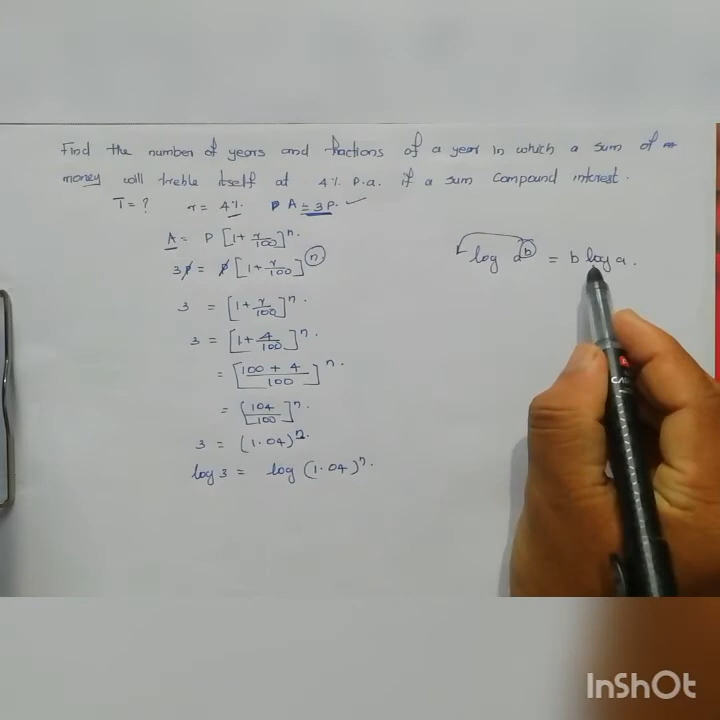 Find the number of years and fractions of a year in which a sum of
money will treble itself at 4% P.a. if a sum compound interest.
T = ? r = 4% P A = 3P. ✓
A = P [1 + r/100]^n.
3P = P [1 + r/100]^n
3 = [1 + r/100]^n.
3 = [1 + 4/100]^n.
= [100 + 4/100]^n.
= [104/100]^n.
3 = (1.04)^n.
log 3 = log (1.04)^n.
log a^b = b log a.
CA
InShOt